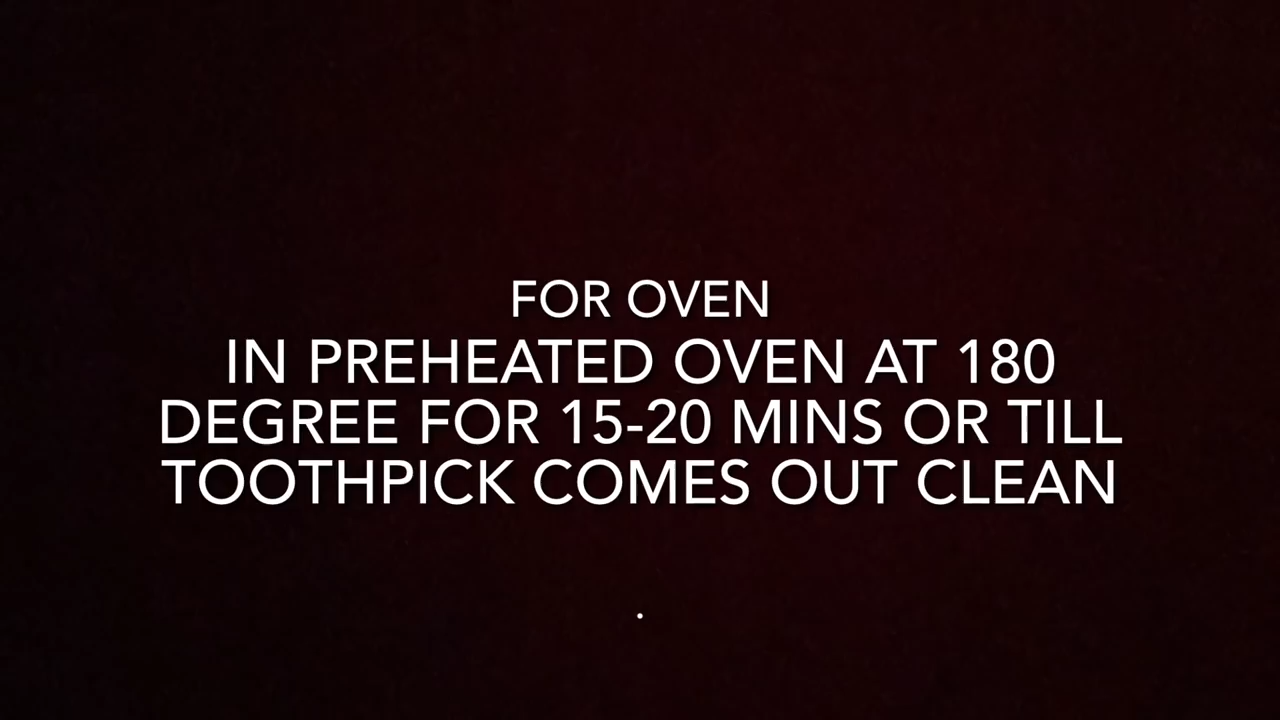 FOR OVEN
IN PREHEATED OVEN AT 180
DEGREE FOR 15-20 MINS OR TILL
TOOTHPICK COMES OUT CLEAN
.